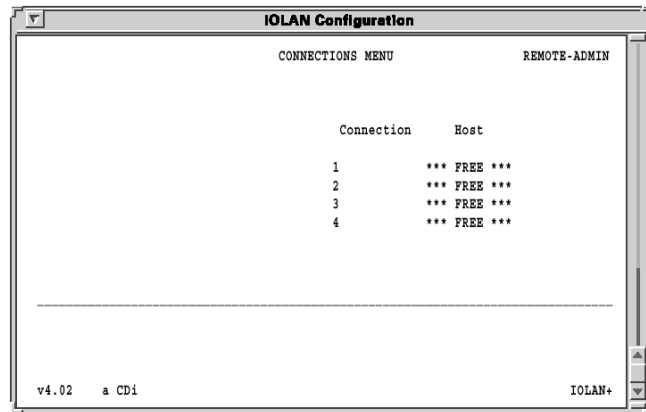 IOLAN Configuration
CONNECTIONS MENU REMOTE-ADMIN
Connection Host
1 *** FREE ***
2 *** FREE ***
3 *** FREE ***
4 *** FREE ***
v4.02 a CDi IOLAN+